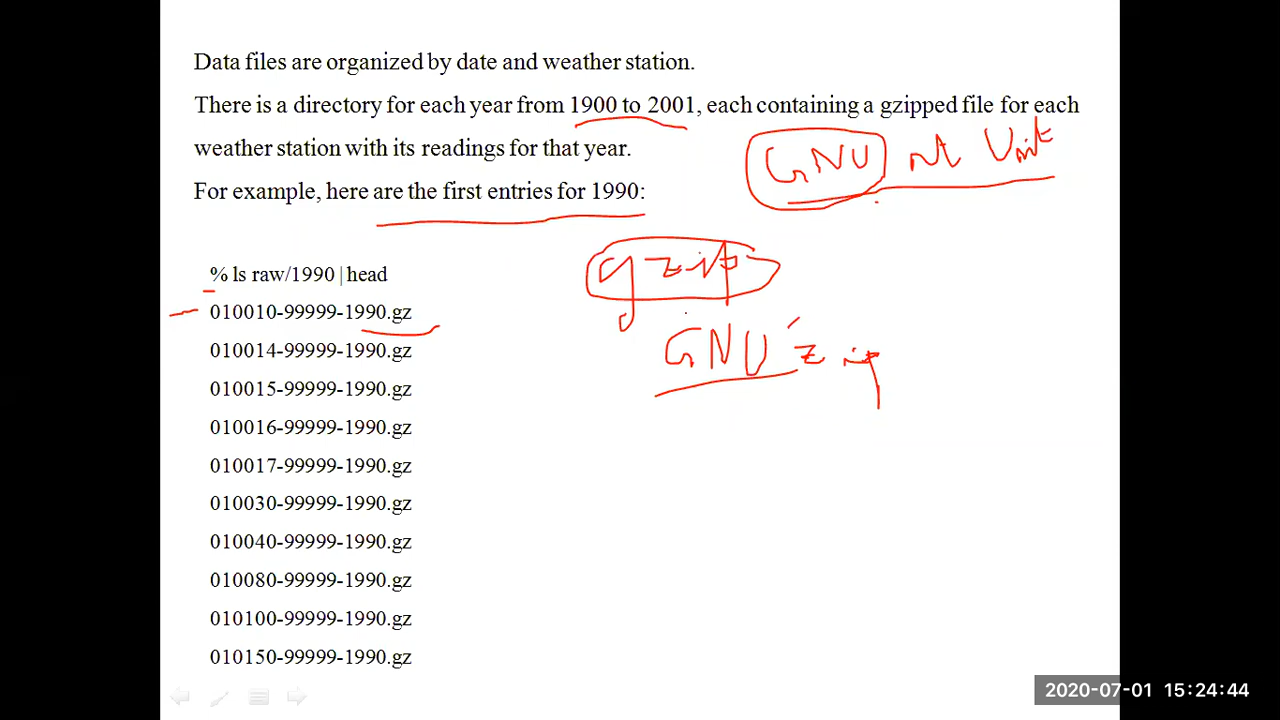 Data files are organized by date and weather station.
There is a directory for each year from 1900 to 2001, each containing a gzipped file for each
weather station with its readings for that year.
GNU not Unix
For example, here are the first entries for 1990:
gzip
% ls raw/1990 | head
010010-99999-1990.gz
GNU zip
010014-99999-1990.gz
010015-99999-1990.gz
010016-99999-1990.gz
010017-99999-1990.gz
010030-99999-1990.gz
010040-99999-1990.gz
010080-99999-1990.gz
010100-99999-1990.gz
010150-99999-1990.gz
2020-07-01 15:24:44